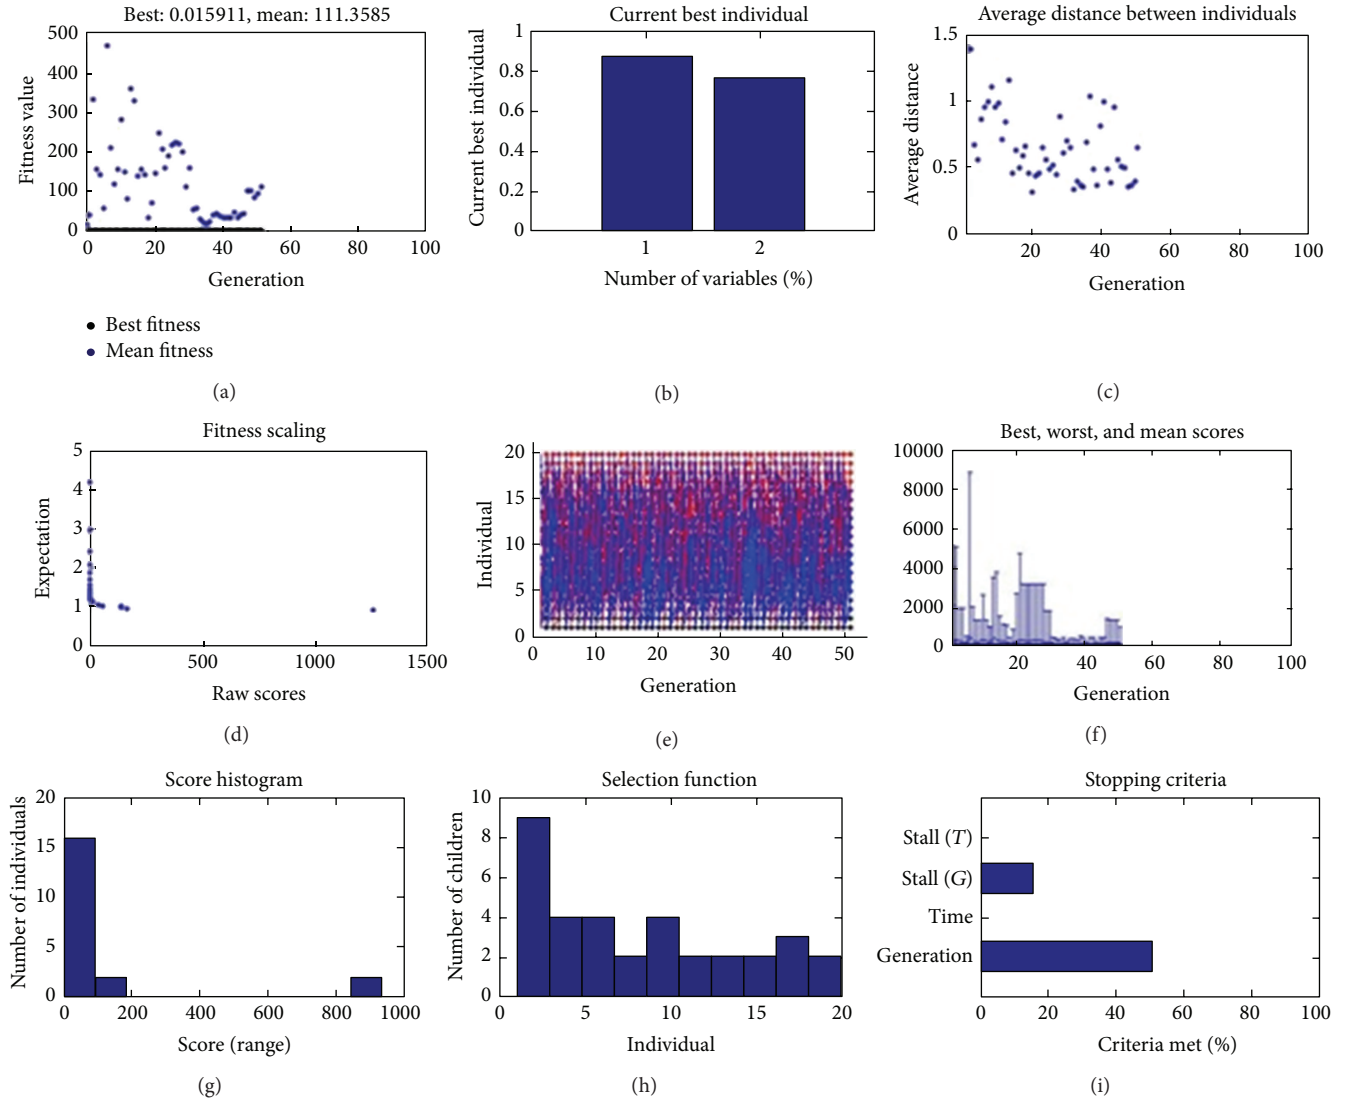 Best: 0.015911, mean: 111.3585
500
400
300
200
100
0
0 20 40 60 80 100
Fitness value
Generation
Best fitness
Mean fitness
(a)
Current best individual
1
0.8
0.6
0.4
0.2
0
1 2
Current best individual
Number of variables (%)
(b)
Average distance between individuals
1.5
1
0.5
0
0 20 40 60 80 100
Average distance
Generation
(c)
Fitness scaling
5
4
3
2
1
0
0 500 1000 1500
Expectation
Raw scores
(d)
20
15
10
5
0
0 10 20 30 40 50
Individual
Generation
(e)
Best, worst, and mean scores
10000
8000
6000
4000
2000
0
20 40 60 80 100
Generation
(f)
Score histogram
20
15
10
5
0
0 200 400 600 800 1000
Number of individuals
Score (range)
(g)
Selection function
10
8
6
4
2
0
0 5 10 15 20
Number of children
Individual
(h)
Stopping criteria
Stall (T)
Stall (G)
Time
Generation
0 20 40 60 80 100
Criteria met (%)
(i)